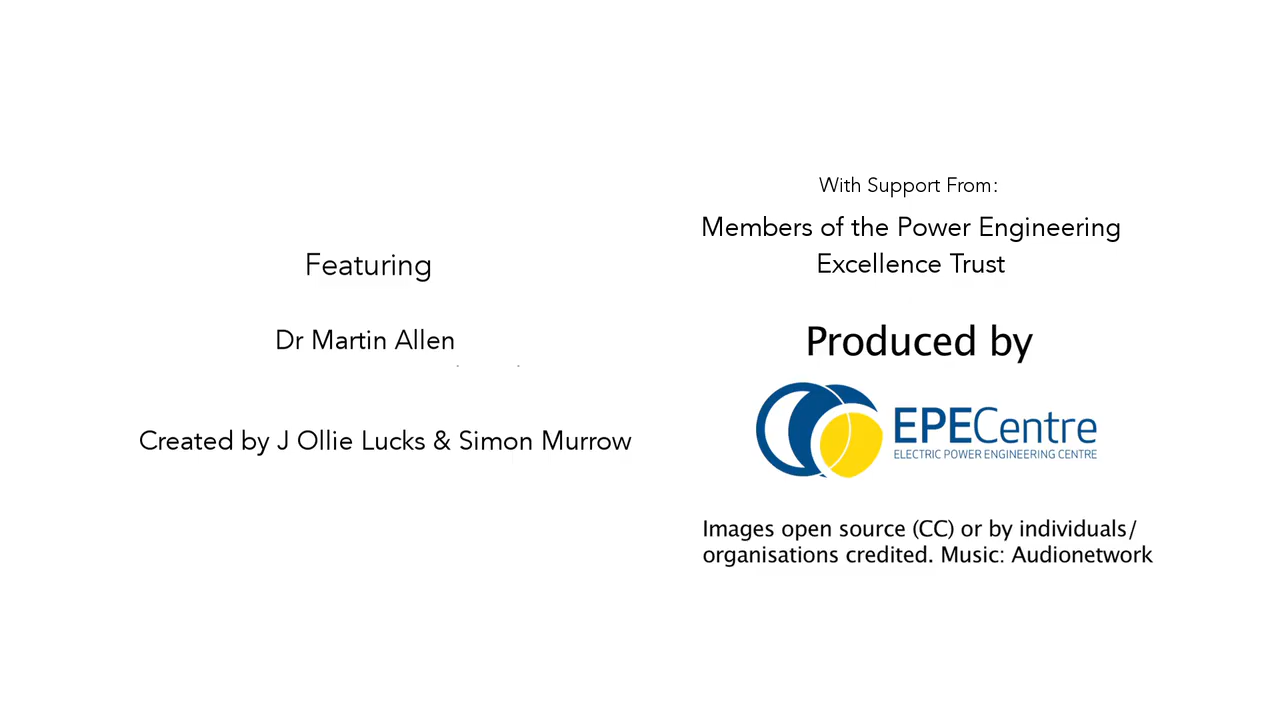 Featuring
Dr Martin Allen
Created by J Ollie Lucks & Simon Murrow
With Support From:
Members of the Power Engineering
Excellence Trust
Produced by
EPECentre
ELECTRIC POWER ENGINEERING CENTRE
Images open source (CC) or by individuals/
organisations credited. Music: Audionetwork